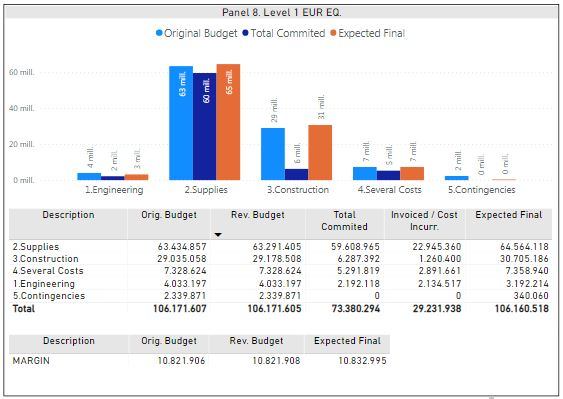 Panel 8. Level 1 EUR EQ.
Original Budget Total Commited Expected Final
60 mill.
40 mill.
20 mill.
0 mill.
4 mill. 2 mill. 3 mill.
63 mill. 60 mill. 65 mill.
29 mill. 6 mill. 31 mill.
7 mill. 5 mill. 7 mill.
2 mill. 0 mill. 0 mill.
1.Engineering 2.Supplies 3.Construction 4.Several Costs 5.Contingencies
Description Orig. Budget Rev. Budget Total Commited Invoiced / Cost Incurr. Expected Final
2.Supplies 63.434.857 63.291.405 59.608.965 22.945.360 64.564.118
3.Construction 29.035.058 29.178.508 6.287.392 1.260.400 30.705.186
4.Several Costs 7.328.624 7.328.624 5.291.819 2.891.661 7.358.940
1.Engineering 4.033.197 4.033.197 2.192.118 2.134.517 3.192.214
5.Contingencies 2.339.871 2.339.871 0 0 340.060
Total 106.171.607 106.171.605 73.380.294 29.231.938 106.160.518
Description Orig. Budget Rev. Budget Expected Final
MARGIN 10.821.906 10.821.908 10.832.995